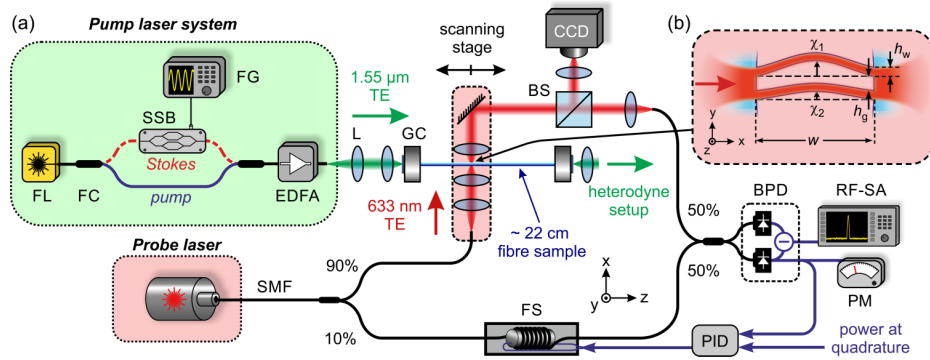 (a)
Pump laser system
FG
SSB
Stokes
pump
FL
FC
EDFA
1.55 μm
TE
L
GC
633 nm
TE
scanning
stage
CCD
BS
~ 22 cm
fibre sample
heterodyne
setup
(b)
χ1
χ2
hw
hg
w
y
z
x
Probe laser
SMF
90%
10%
FS
x
y
z
50%
50%
BPD
RF-SA
PM
PID
power at
quadrature